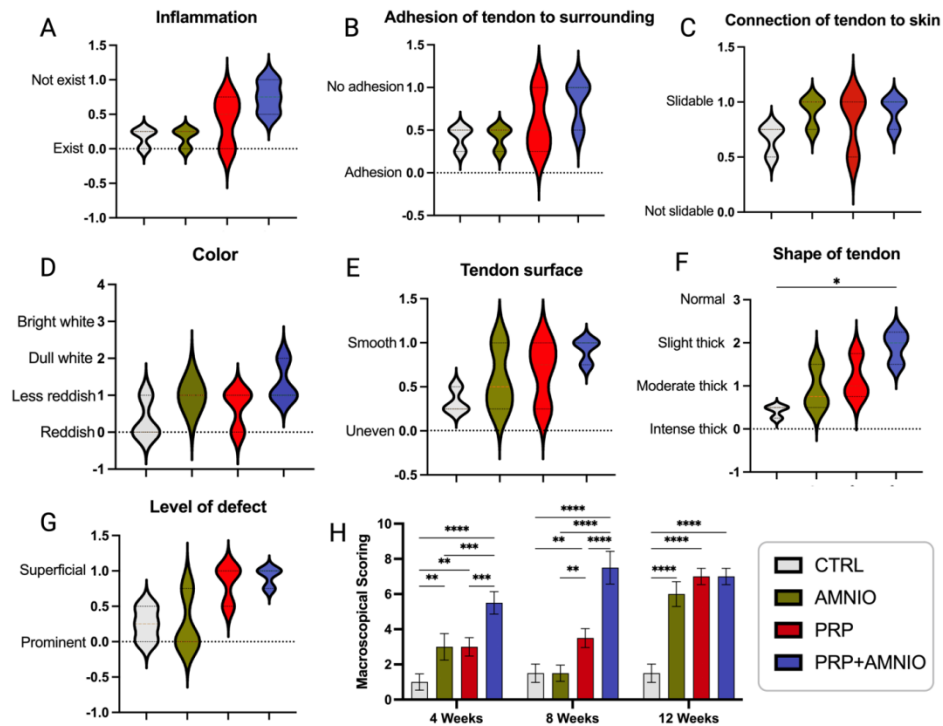 A Inflammation
1.5
Not exist 1.0
0.5
Exist 0.0
-0.5
-1.0
B Adhesion of tendon to surrounding
1.5
No adhesion 1.0
0.5
Adhesion 0.0
-0.5
C Connection of tendon to skin
1.5
Slidable 1.0
0.5
Not slidable 0.0
D Color
4
Bright white 3
Dull white 2
Less reddish 1
Reddish 0
-1
E Tendon surface
1.5
Smooth 1.0
0.5
Uneven 0.0
-0.5
F Shape of tendon
*
Normal 3
Slight thick 2
Moderate thick 1
Intense thick 0
-1
G Level of defect
1.5
Superficial 1.0
0.5
Prominent 0.0
-0.5
-1.0
H
Macroscopical Scoring
10
8
6
4
2
0
**** *** ** ** ***
**** **** ** **** **
**** **** ****
4 Weeks 8 Weeks 12 Weeks
CTRL
AMNIO
PRP
PRP+AMNIO